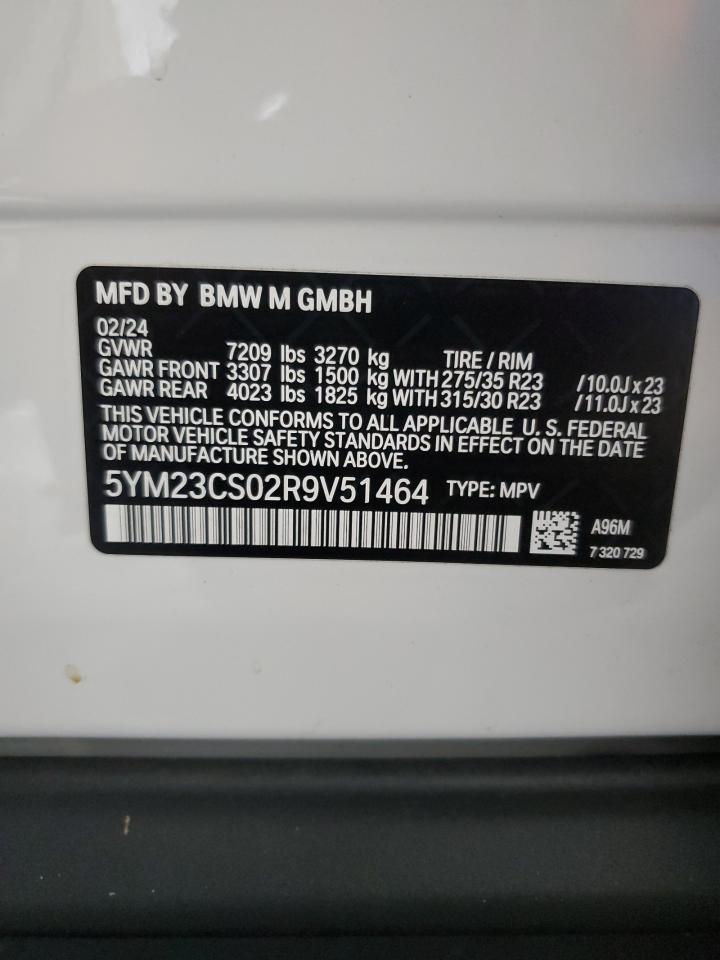 MFD BY BMW M GMBH
02/24
GVWR 7209 lbs 3270 kg TIRE / RIM
GAWR FRONT 3307 lbs 1500 kg WITH 275/35 R23 /10.0J x 23
GAWR REAR 4023 lbs 1825 kg WITH 315/30 R23 /11.0J x 23
THIS VEHICLE CONFORMS TO ALL APPLICABLE U. S. FEDERAL
MOTOR VEHICLE SAFETY STANDARDS IN EFFECT ON THE DATE
OF MANUFACTURE SHOWN ABOVE.
5YM23CS02R9V51464 TYPE: MPV
A96M
7 320 729